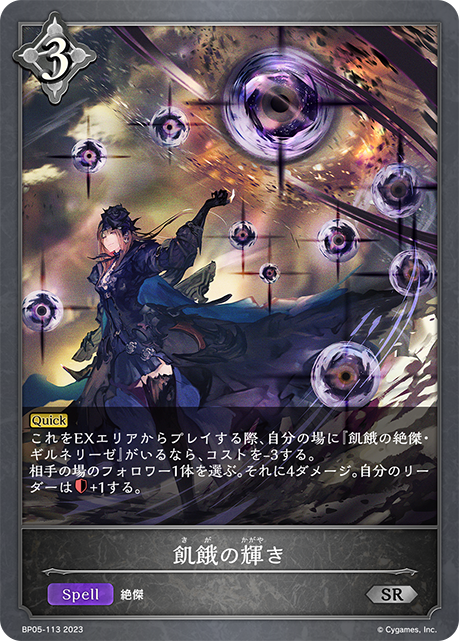 3
Quick
これをEXエリアからプレイする際、自分の場に『飢餓の絶傑・
ギルネリーゼ』がいるなら、コストを-3する。
相手の場のフォロワー1体を選ぶ。それに4ダメージ。自分のリー
ダーは+1する。
きが かがや
飢餓の輝き
Spell 絶傑 SR
BP05-113 2023 © Cygames, Inc.